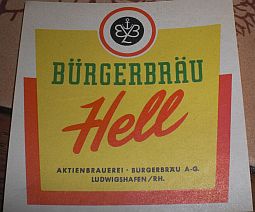 BÜRGERBRÄU
Hell
AKTIENBRAUEREI · BÜRGERBRÄU A-G.
LUDWIGSHAFEN/RH.